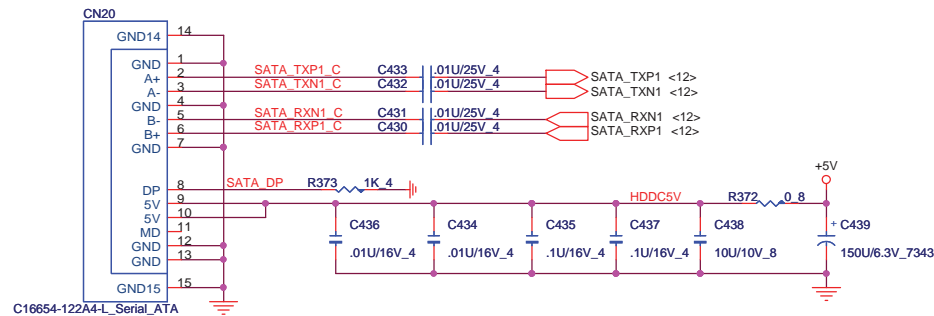 CN20
GND14 14
GND 1
A+ 2 SATA_TXP1_C C433 .01U/25V_4 SATA_TXP1 <12>
A- 3 SATA_TXN1_C C432 .01U/25V_4 SATA_TXN1 <12>
GND 4
B- 5 SATA_RXN1_C C431 .01U/25V_4 SATA_RXN1 <12>
B+ 6 SATA_RXP1_C C430 .01U/25V_4 SATA_RXP1 <12>
GND 7
+5V
DP 8 SATA_DP R373 1K_4
5V 9 HDDC5V R372 0_8
5V 10
MD 11
GND 12
GND 13
C436 C434 C435 C437 C438 + C439
.01U/16V_4 .01U/16V_4 .1U/16V_4 .1U/16V_4 10U/10V_8 150U/6.3V_7343
GND15 15
C16654-122A4-L_Serial_ATA